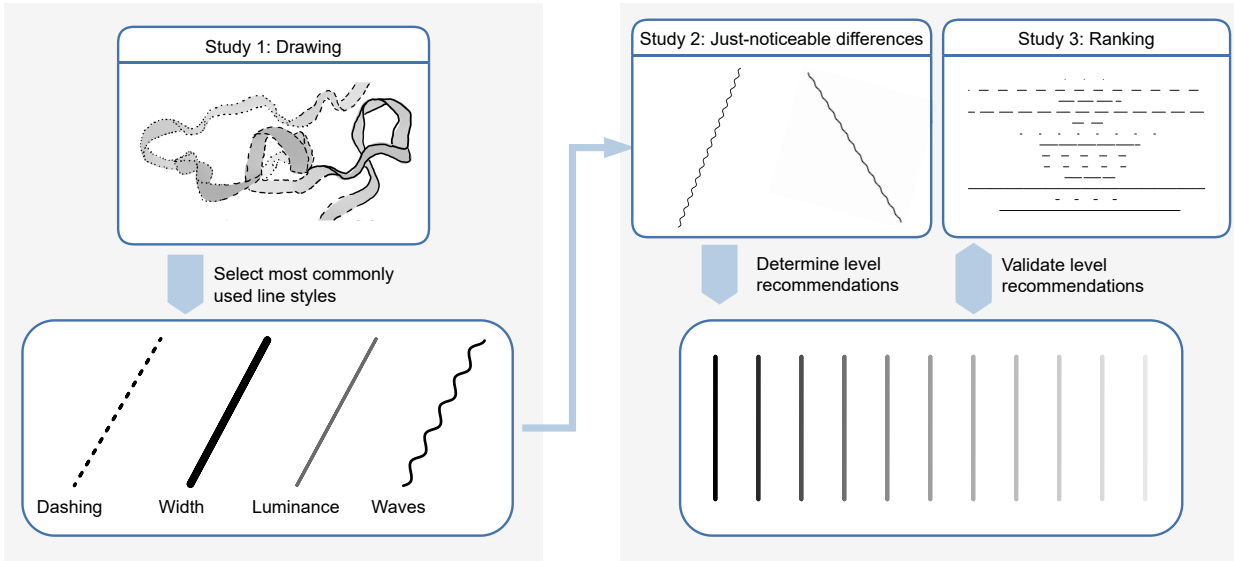 Study 1: Drawing
Select most commonly
used line styles
Dashing
Width
Luminance
Waves
Study 2: Just-noticeable differences
Study 3: Ranking
Determine level
recommendations
Validate level
recommendations